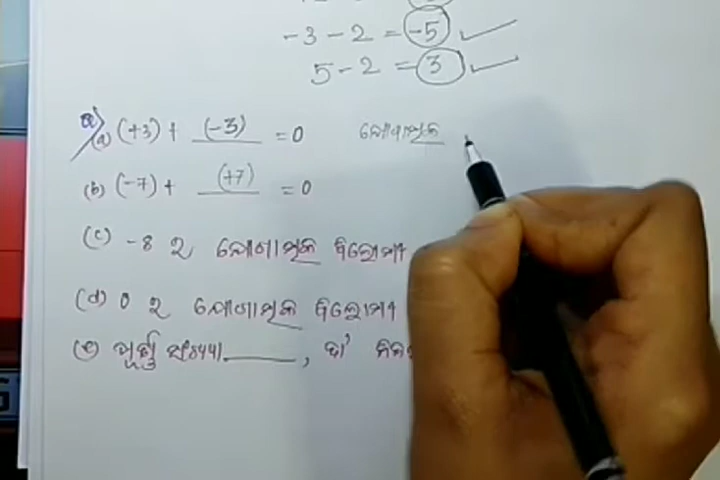 -3-2 = -5 ✓
5-2 = 3 ✓
(a) (+3) + (-3) = 0 ଯୋଗାତ୍ମକ
(b) (-7) + (+7) = 0
(c) -8 ର ଯୋଗାତ୍ମକ ବିଲୋମୀ
(d) 0 ର ଯୋଗାତ୍ମକ ବିଲୋମୀ
(e) ପୂର୍ଣ୍ଣ ସଂଖ୍ୟା ______, ଯା'